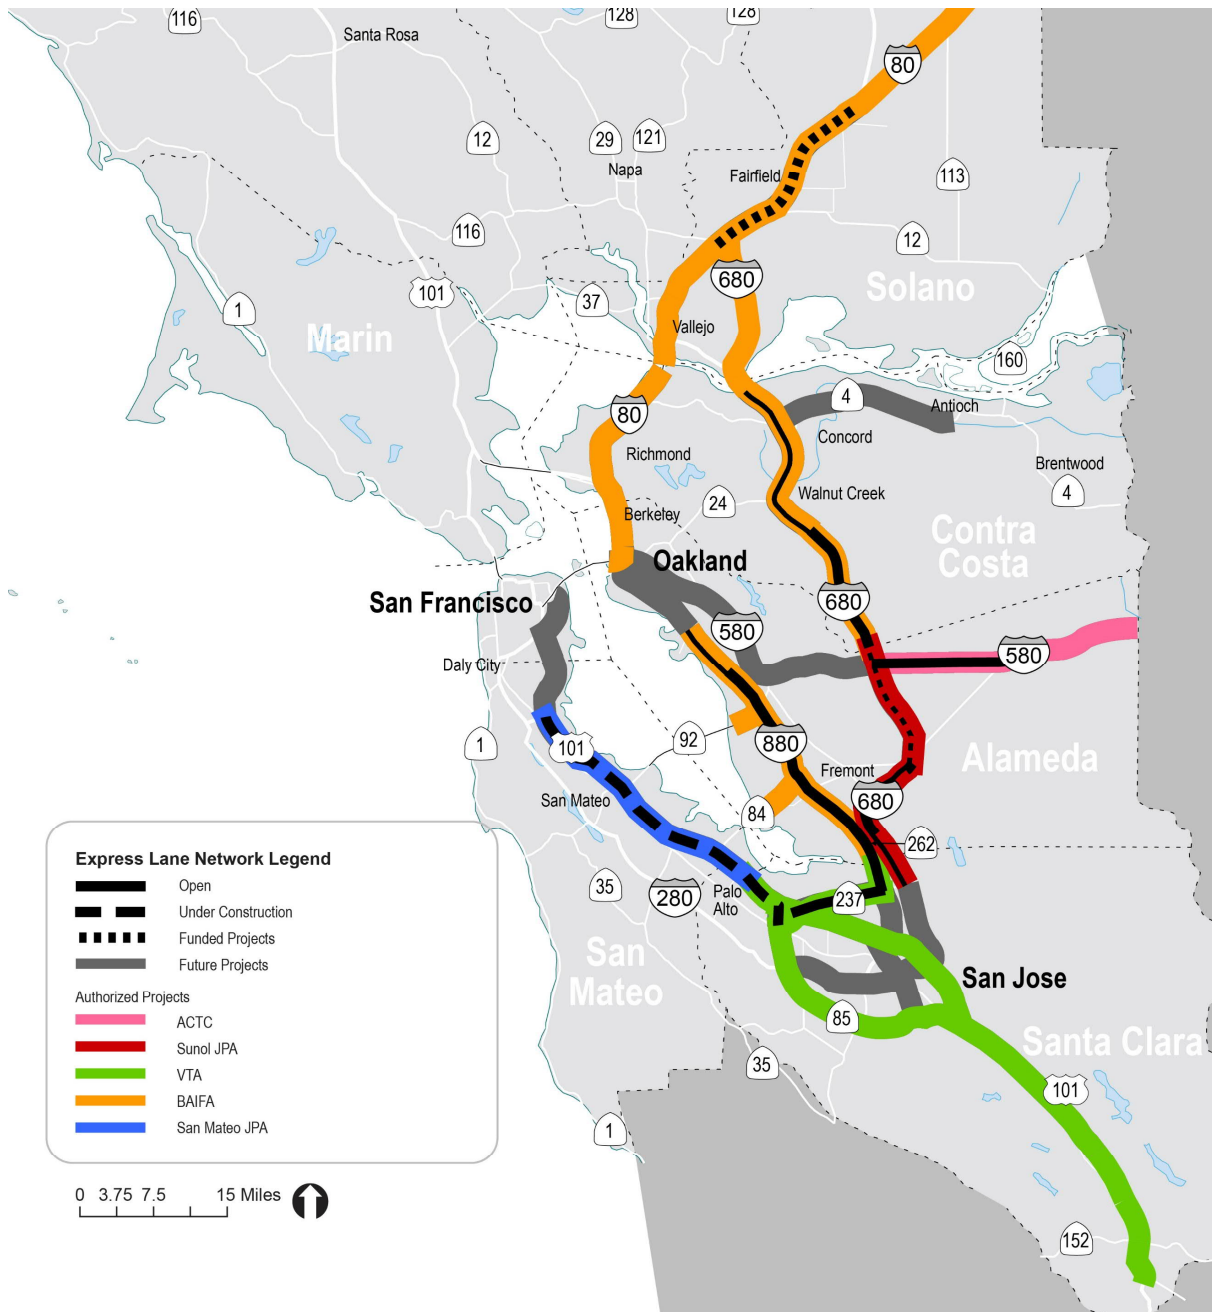 116
128
128
Santa Rosa
80
12
29
121
Napa
Fairfield
113
116
12
680
Solano
101
37
1
Vallejo
Marin
160
80
4
Antioch
Concord
Richmond
Brentwood
Walnut Creek
4
24
Berkeley
Contra
Costa
Oakland
San Francisco
680
580
580
Daly City
1
101
92
880
Alameda
Fremont
San Mateo
680
84
262
Express Lane Network Legend
Open
Under Construction
Funded Projects
Future Projects
Authorized Projects
ACTC
Sunol JPA
VTA
BAIFA
San Mateo JPA
35
280
Palo
Alto
237
San
Mateo
San Jose
85
Santa Clara
35
101
1
0 3.75 7.5 15 Miles
152